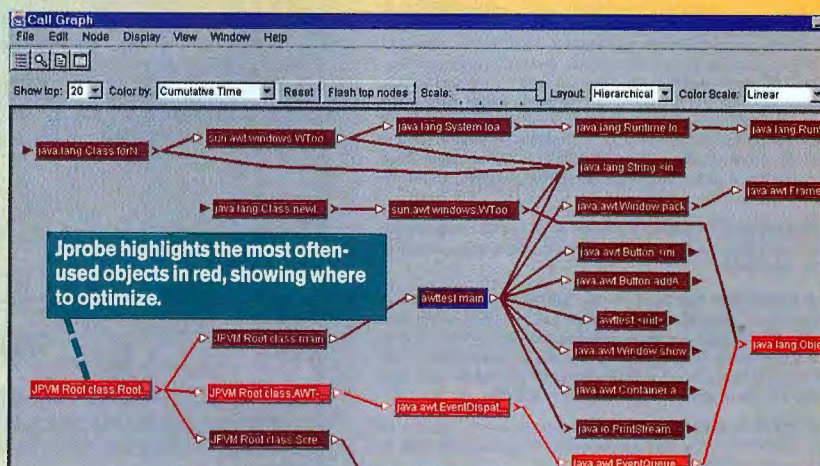 Call Graph
File Edit Node Display View Window Help
Show top: 20 Color by: Cumulative Time Reset Flash top nodes Scale: Layout: Hierarchical Color Scale: Linear
java.lang.Class forN...
sun.awt.windows.WToo...
java.lang.System loa...
java.lang.Runtime lo...
java.lang.Run
java.lang.String <in...
java.lang.Class newI...
sun.awt.windows.WToo...
java.awt.Window pack
java.awt.Frame
Jprobe highlights the most often-
used objects in red, showing where
to optimize.
java.awt.Button <ini...
java.awt.Button addA...
awttest main
awttest <init>
JPVM Root class.main
java.awt.Window show
java.lang.Obje
JPVM Root class.Root...
JPVM Root class.AWT-...
java.awt.Container a...
java.awt.EventDispat...
java.io.PrintStream ...
JPVM Root class.Scre...
java.awt.EventQueue...